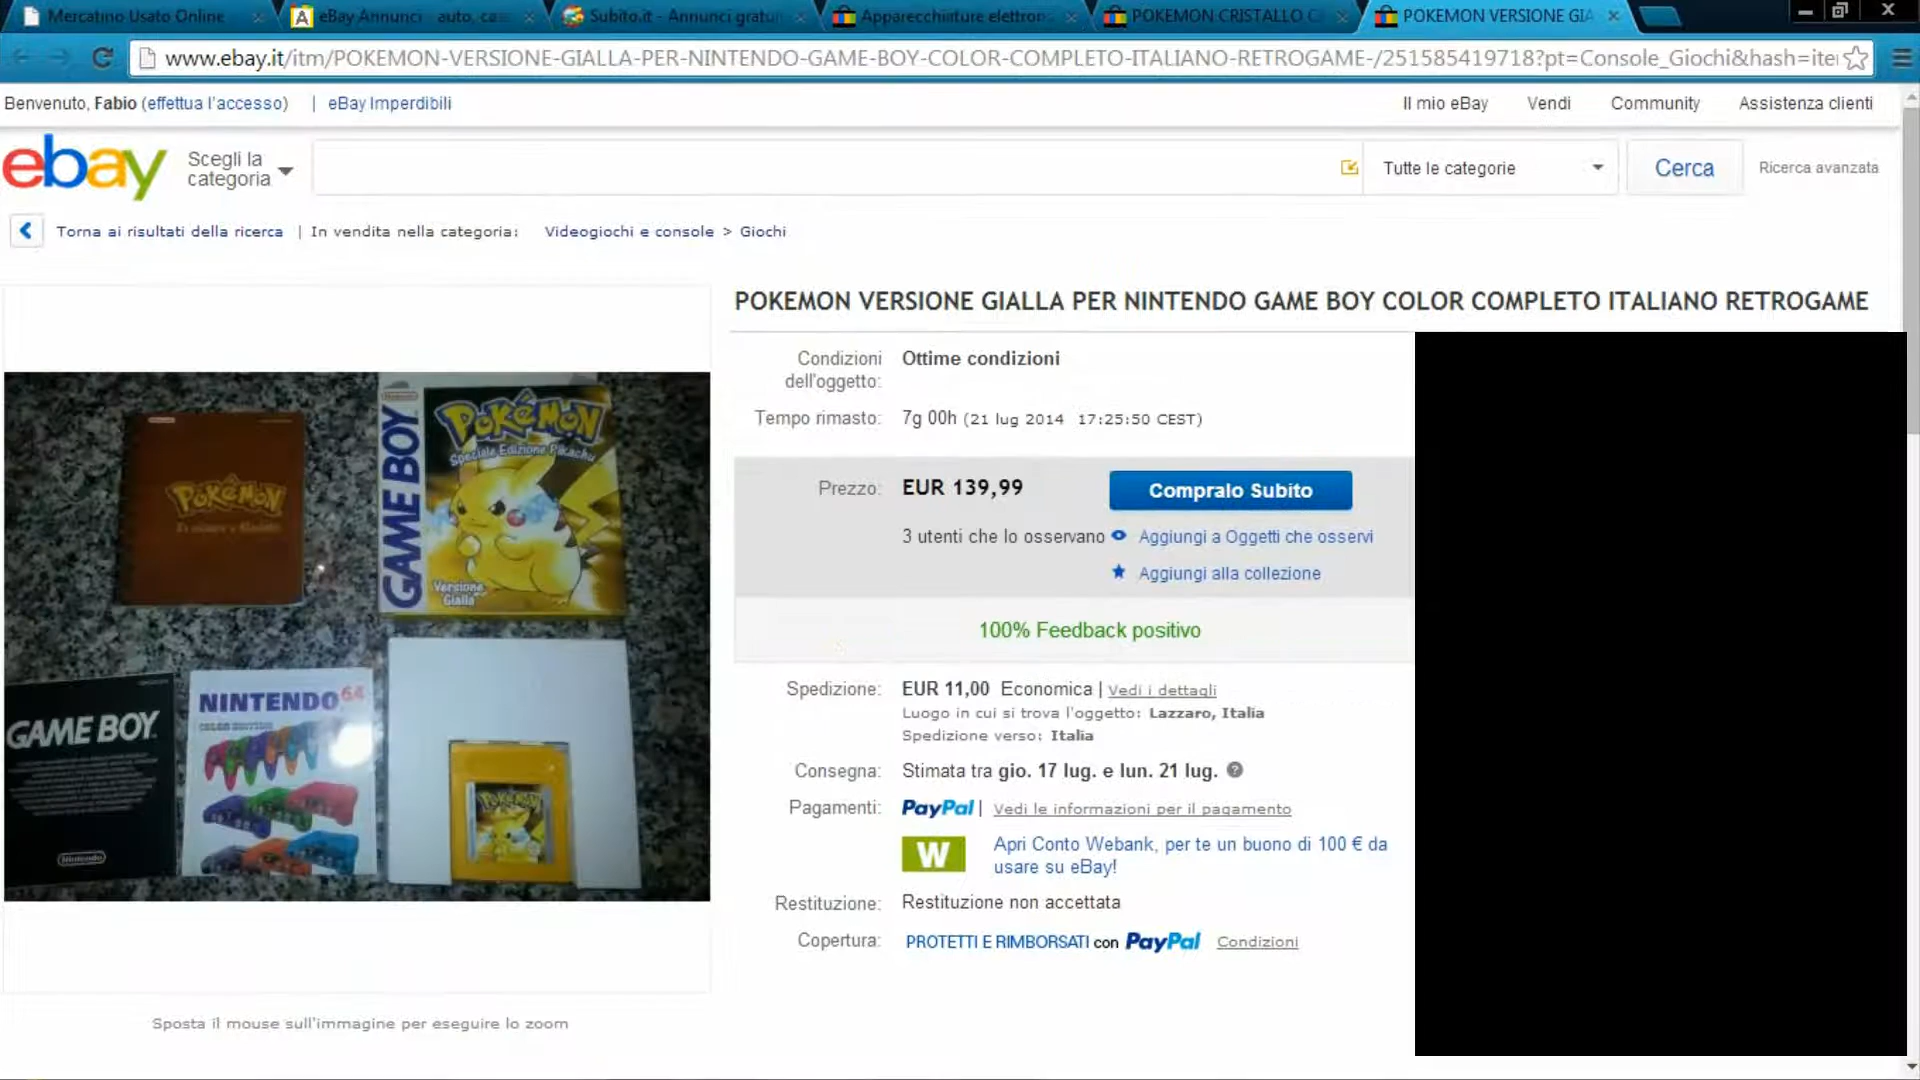 Mercatino Usato Online
eBay Annunci auto, cas
Subito.it - Annunci gratui
Apparecchiature elettron
POKEMON CRISTALLO C
POKEMON VERSIONE GIA
www.ebay.it/itm/POKEMON-VERSIONE-GIALLA-PER-NINTENDO-GAME-BOY-COLOR-COMPLETO-ITALIANO-RETROGAME-/251585419718?pt=Console_Giochi&hash=iter
Benvenuto, Fabio (effettua l'accesso) | eBay Imperdibili
Il mio eBay Vendi Community Assistenza clienti
ebay
Scegli la
categoria
Tutte le categorie
Cerca
Ricerca avanzata
Torna ai risultati della ricerca | In vendita nella categoria: Videogiochi e console > Giochi
POKEMON VERSIONE GIALLA PER NINTENDO GAME BOY COLOR COMPLETO ITALIANO RETROGAME
Condizioni
dell'oggetto:
Ottime condizioni
Tempo rimasto: 7g 00h (21 lug 2014 17:25:50 CEST)
Prezzo: EUR 139,99
Compralo Subito
3 utenti che lo osservano
Aggiungi a Oggetti che osservi
Aggiungi alla collezione
100% Feedback positivo
Spedizione: EUR 11,00 Economica | Vedi i dettagli
Luogo in cui si trova l'oggetto: Lazzaro, Italia
Spedizione verso: Italia
Consegna: Stimata tra gio. 17 lug. e lun. 21 lug. ?
Pagamenti: PayPal | Vedi le informazioni per il pagamento
W
Apri Conto Webank, per te un buono di 100 € da
usare su eBay!
Restituzione: Restituzione non accettata
Copertura: PROTETTI E RIMBORSATI con PayPal Condizioni
Pokémon
GAME BOY
Pokémon
Speciale Edizione Pikachu
Versione
Gialla
GAME BOY
Nintendo
NINTENDO 64
COLOR EDITION
Pokémon
Sposta il mouse sull'immagine per eseguire lo zoom